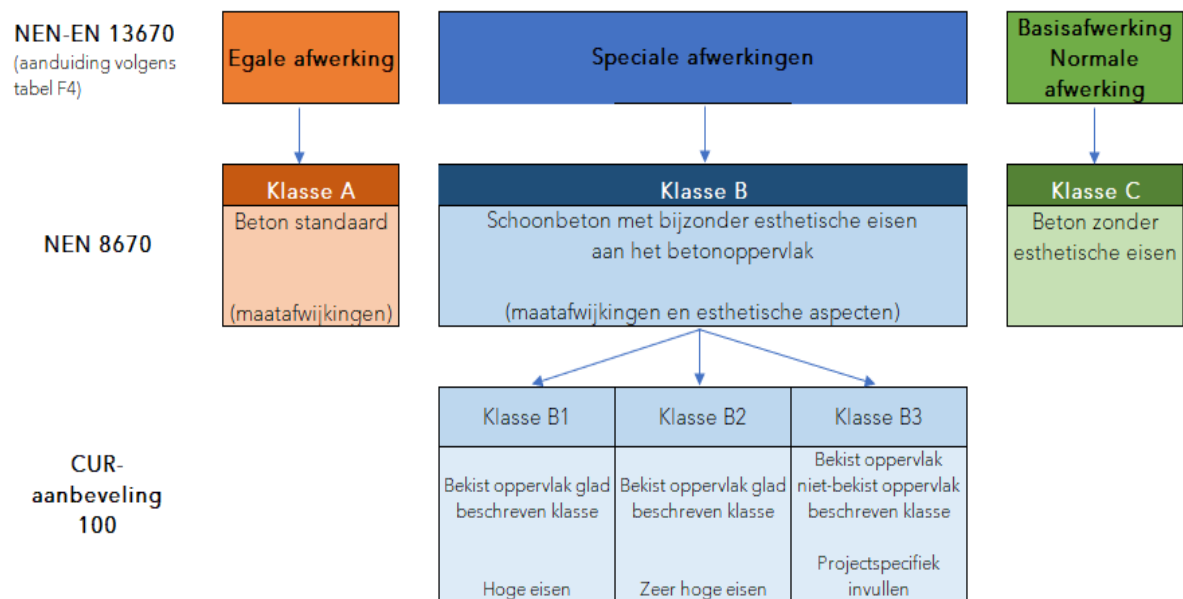 NEN-EN 13670
(aanduiding volgens
tabel F4)
Egale afwerking
Speciale afwerkingen
Basisafwerking
Normale
afwerking
NEN 8670
Klasse A
Beton standaard
(maatafwijkingen)
Klasse B
Schoonbeton met bijzonder esthetische eisen
aan het betonoppervlak
(maatafwijkingen en esthetische aspecten)
Klasse C
Beton zonder
esthetische eisen
CUR-
aanbeveling
100
Klasse B1
Bekist oppervlak glad
beschreven klasse
Hoge eisen
Klasse B2
Bekist oppervlak glad
beschreven klasse
Zeer hoge eisen
Klasse B3
Bekist oppervlak
niet-bekist oppervlak
beschreven klasse
Projectspecifiek
invullen